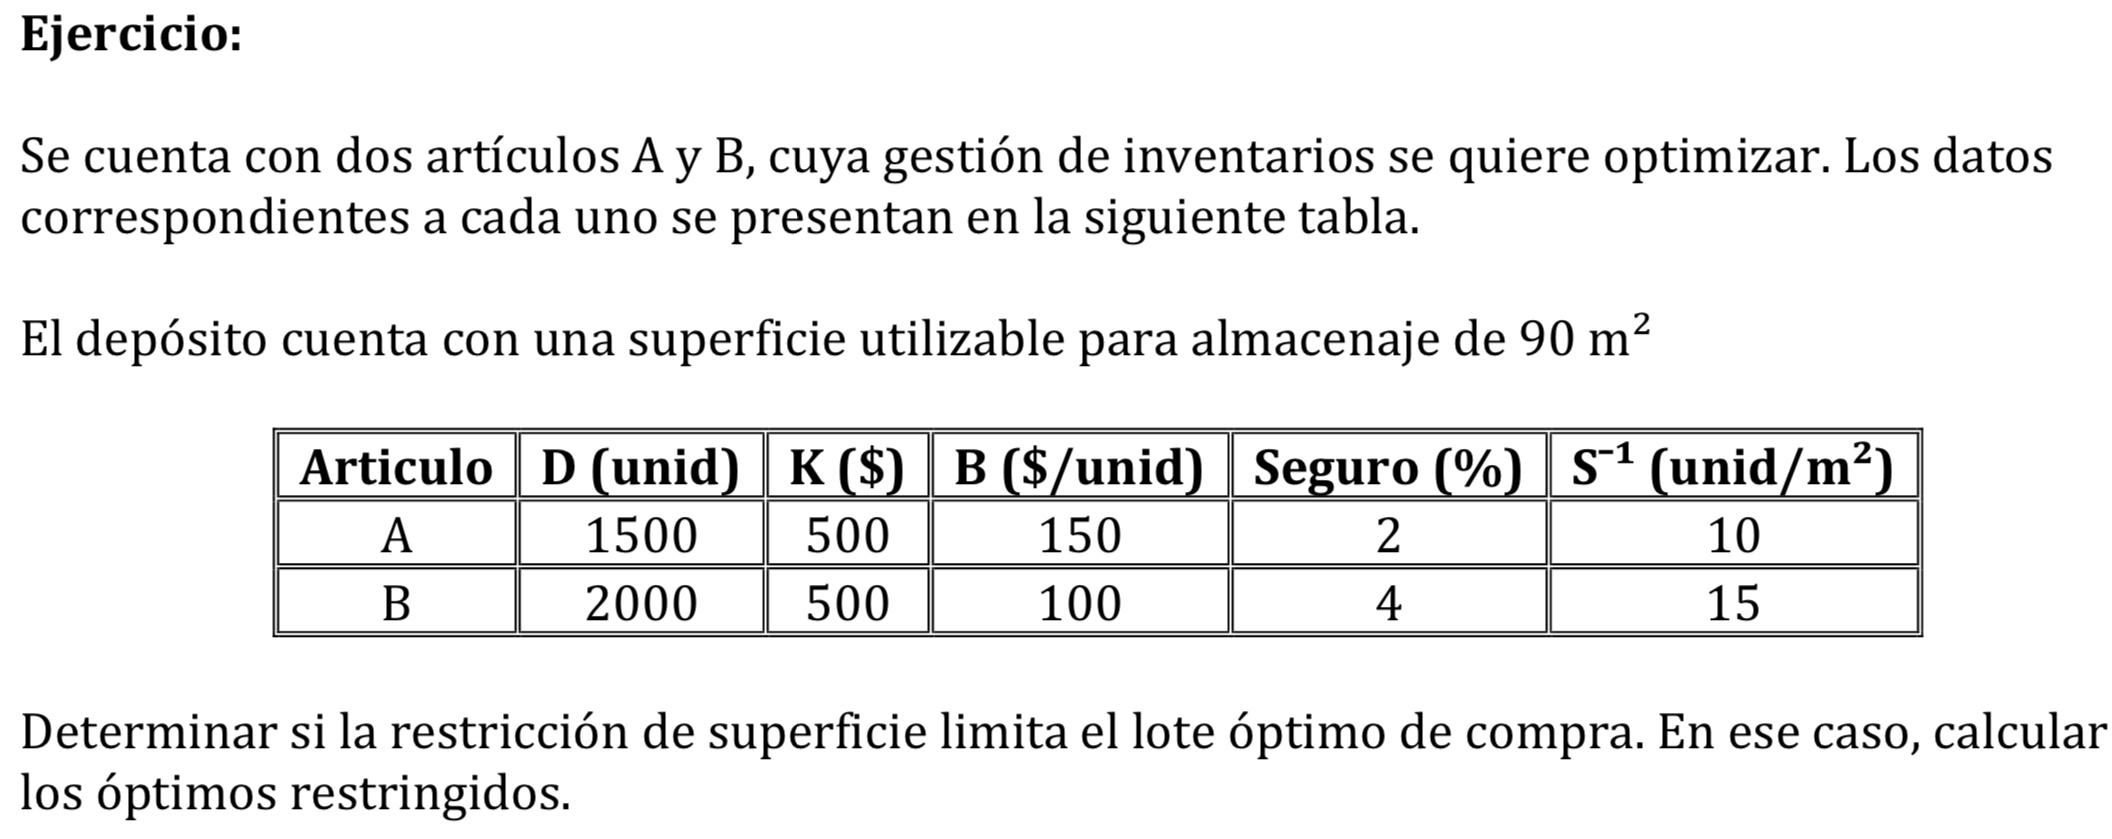 Ejercicio:
Se cuenta con dos artículos A y B, cuya gestión de inventarios se quiere optimizar. Los datos
correspondientes a cada uno se presentan en la siguiente tabla.
El depósito cuenta con una superficie utilizable para almacenaje de 90 m²
Articulo D (unid) K ($) B ($/unid) Seguro (%) S⁻¹ (unid/m²)
A 1500 500 150 2 10
B 2000 500 100 4 15
Determinar si la restricción de superficie limita el lote óptimo de compra. En ese caso, calcular
los óptimos restringidos.